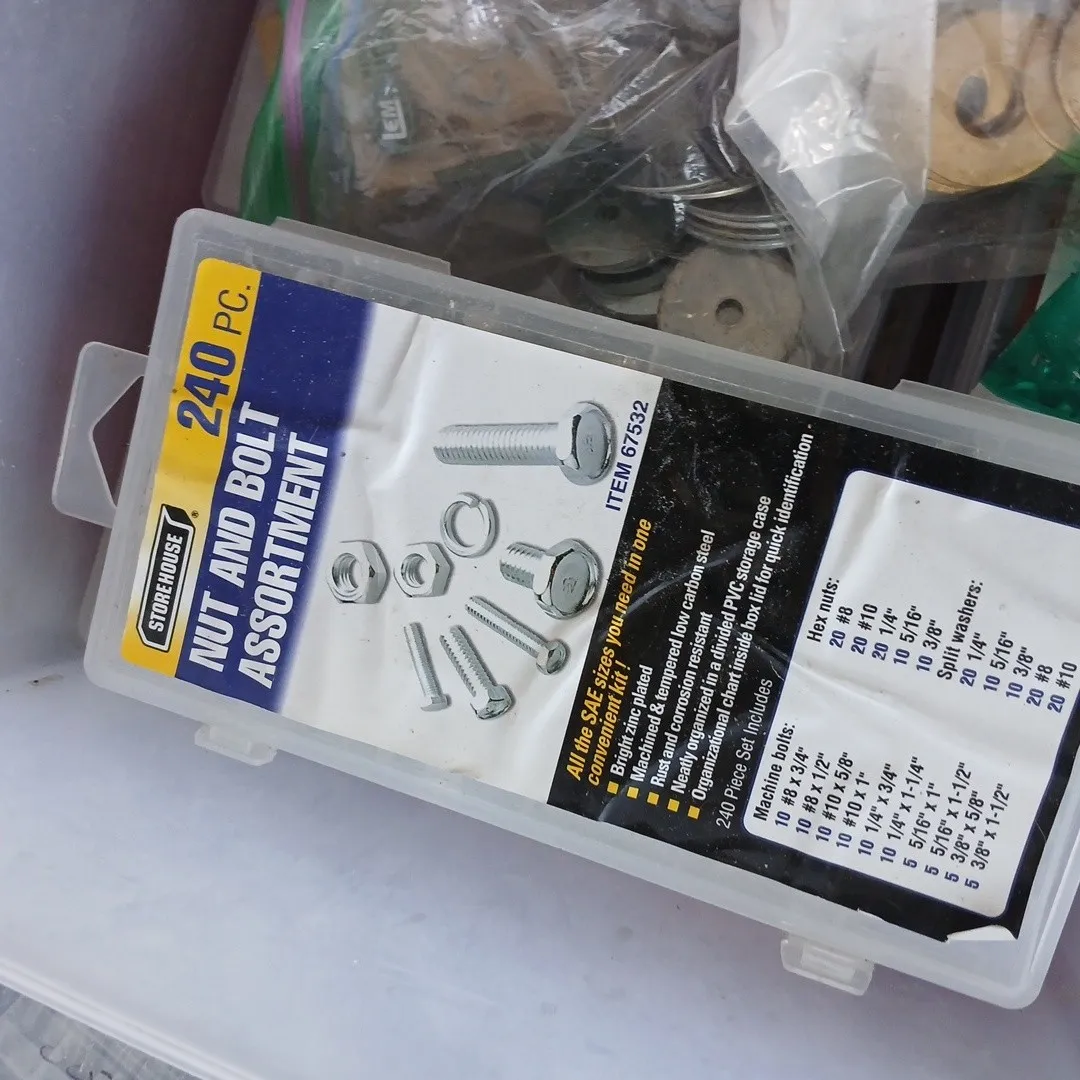 240 PC.
STOREHOUSE®
NUT AND BOLT
ASSORTMENT
ITEM 67532
All the SAE sizes you need in one
convenient kit !
Bright zinc plated
Machined & tempered low carbon steel
Rust and corrosion resistant
Neatly organized in a divided PVC storage case
Organizational chart inside box lid for quick identification
240 Piece Set Includes
Machine bolts:
10 #8 x 3/4"
10 #8 x 1/2"
10 #10 x 5/8"
10 #10 x 1"
10 1/4" x 3/4"
10 1/4" x 1-1/4"
5 5/16" x 1"
5 5/16" x 1-1/2"
5 3/8" x 5/8"
5 3/8" x 1-1/2"
Hex nuts:
20 #8
20 #10
20 1/4"
10 5/16"
10 3/8"
Split washers:
20 1/4"
10 5/16"
10 3/8"
20 #8
20 #10